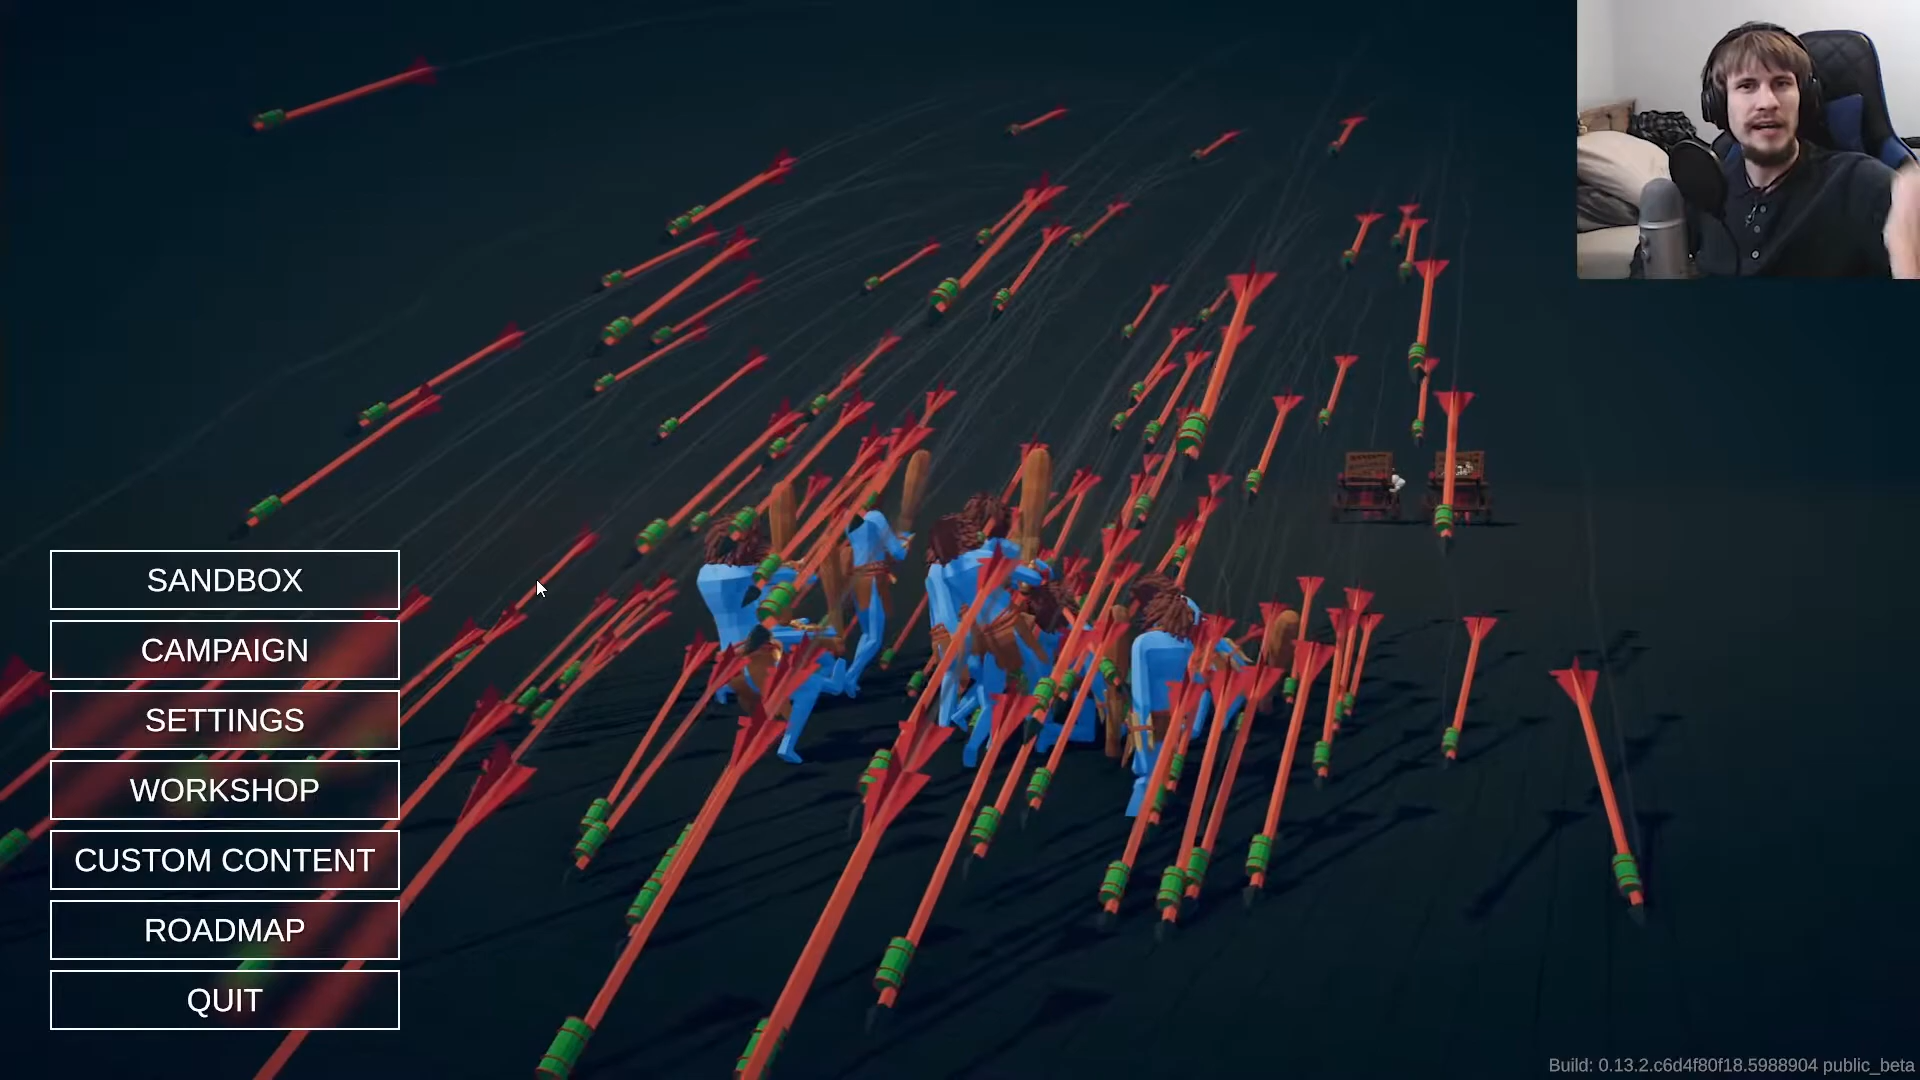 SANDBOX
CAMPAIGN
SETTINGS
WORKSHOP
CUSTOM CONTENT
ROADMAP
QUIT
Build: 0.13.2.c6d4f80f18.5988904 public_beta